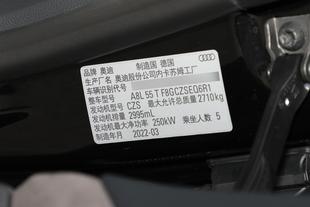 品牌 奥迪 制造国 德国
生产厂名 奥迪股份公司内卡苏姆工厂
车辆识别代号
整车型号 A8L 55 T F8GCZSEQ6R1
发动机型号 CZS 最大允许总质量 2710kg
发动机排量 2995mL
发动机最大净功率 250kW 乘坐人数 5
制造年月 2022-03